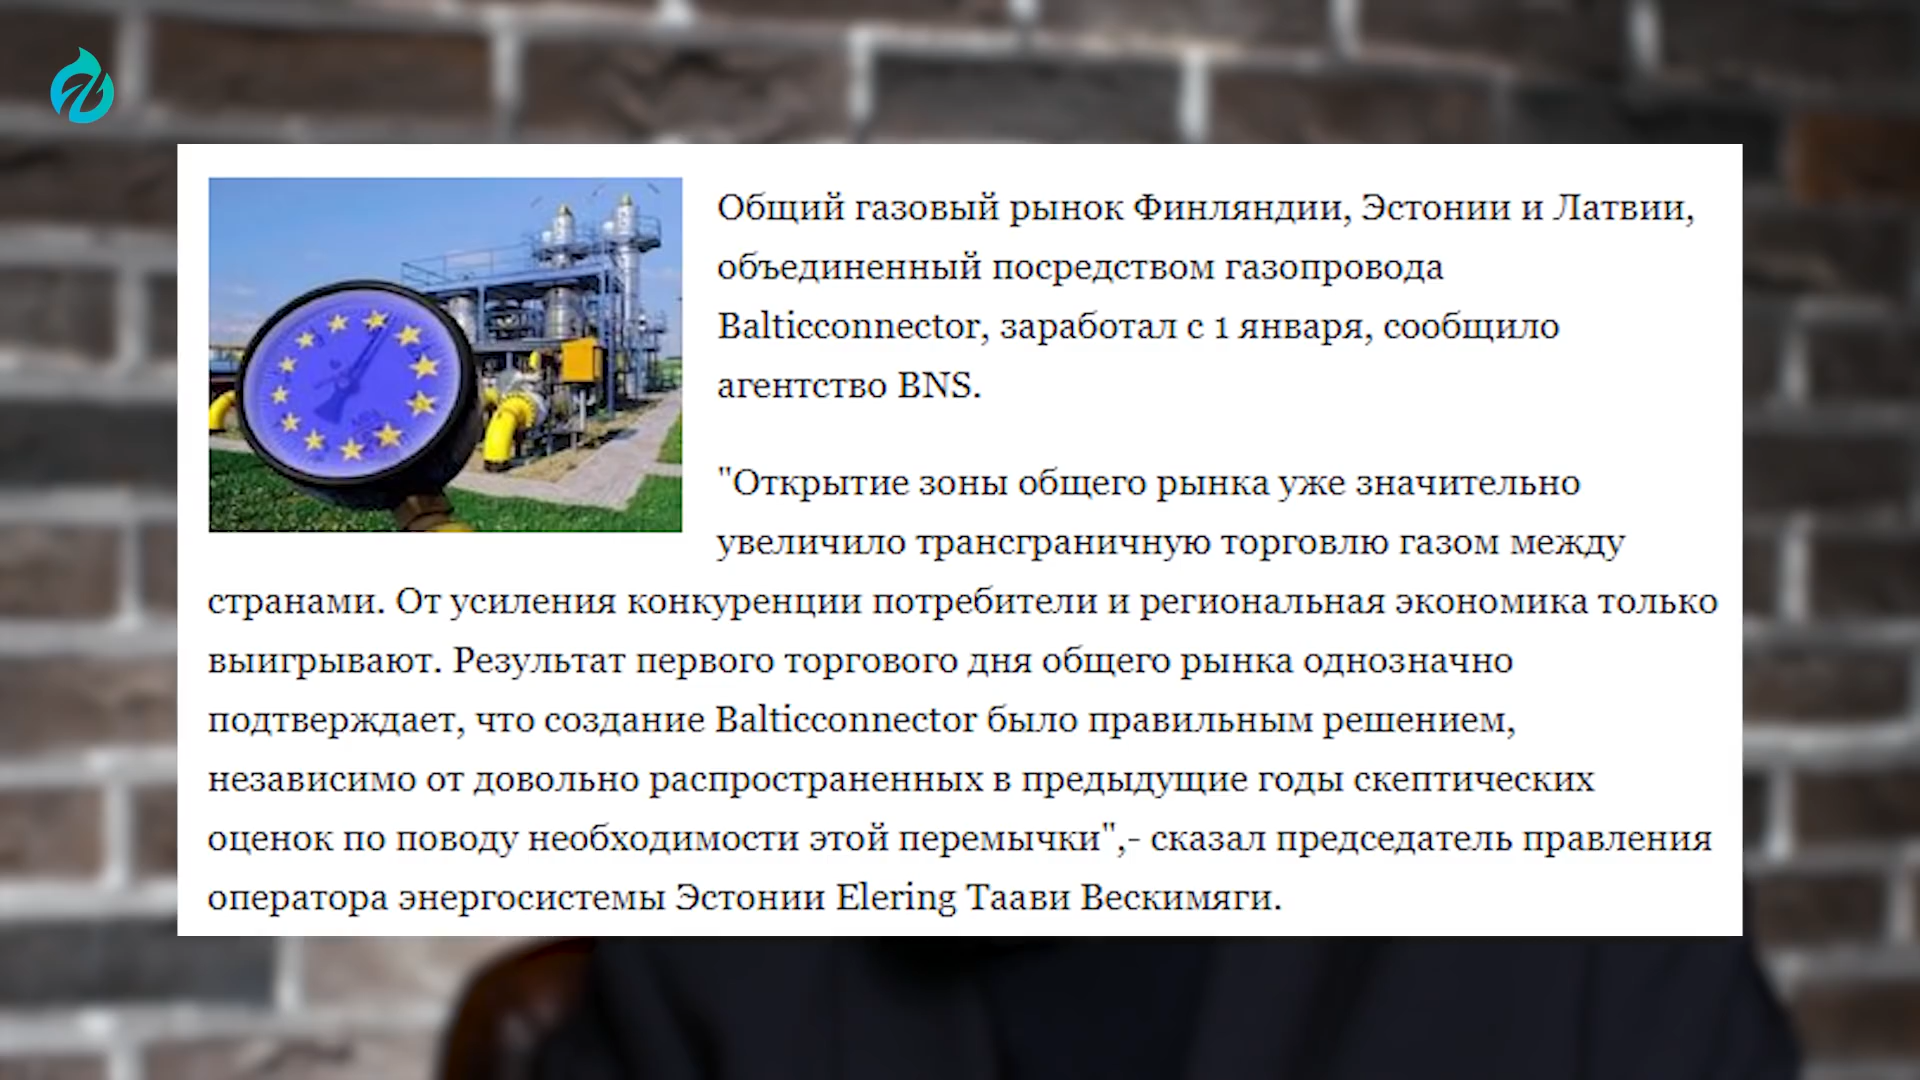 Общий газовый рынок Финляндии, Эстонии и Латвии,
объединенный посредством газопровода
Balticconnector, заработал с 1 января, сообщило
агентство BNS.
"Открытие зоны общего рынка уже значительно
увеличило трансграничную торговлю газом между
странами. От усиления конкуренции потребители и региональная экономика только
выигрывают. Результат первого торгового дня общего рынка однозначно
подтверждает, что создание Balticconnector было правильным решением,
независимо от довольно распространенных в предыдущие годы скептических
оценок по поводу необходимости этой перемычки",- сказал председатель правления
оператора энергосистемы Эстонии Elering Таави Вескимяги.